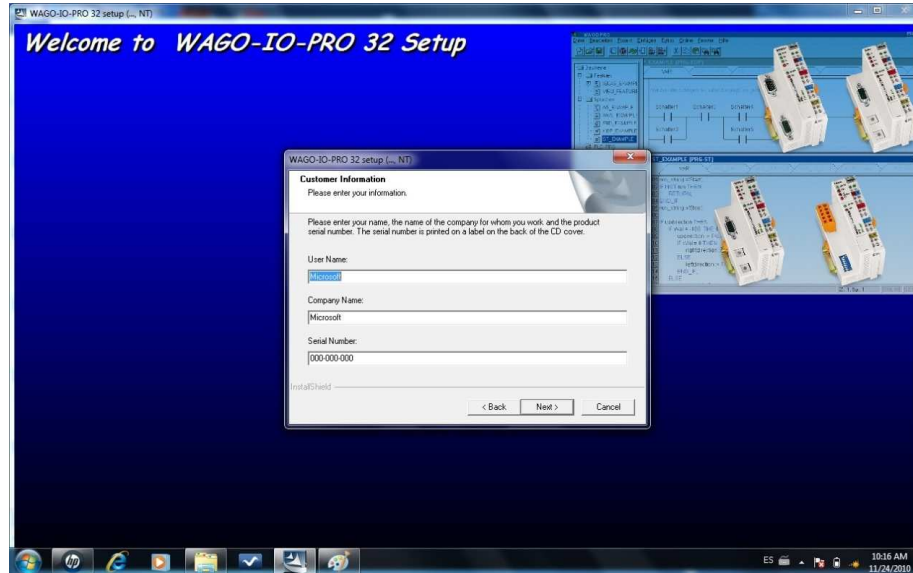 WAGO-IO-PRO 32 setup (..., NT)
Welcome to WAGO-IO-PRO 32 Setup
WAGO-IO-PRO 32 setup (..., NT)
Customer Information
Please enter your information.
Please enter your name, the name of the company for whom you work and the product
serial number. The serial number is printed on a label on the back of the CD cover.
User Name:
Microsoft
Company Name:
Microsoft
Serial Number:
000-000-000
InstallShield
< Back Next > Cancel
ST_EXAMPLE (PRG-ST)
ES
10:16 AM
11/24/2010